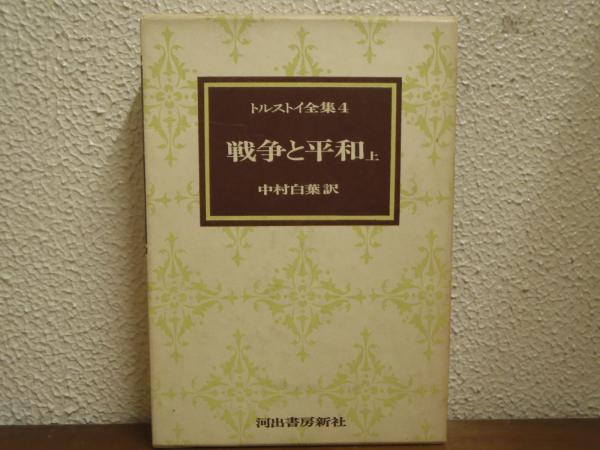 トルストイ全集4
戦争と平和上
中村白葉訳
河出書房新社